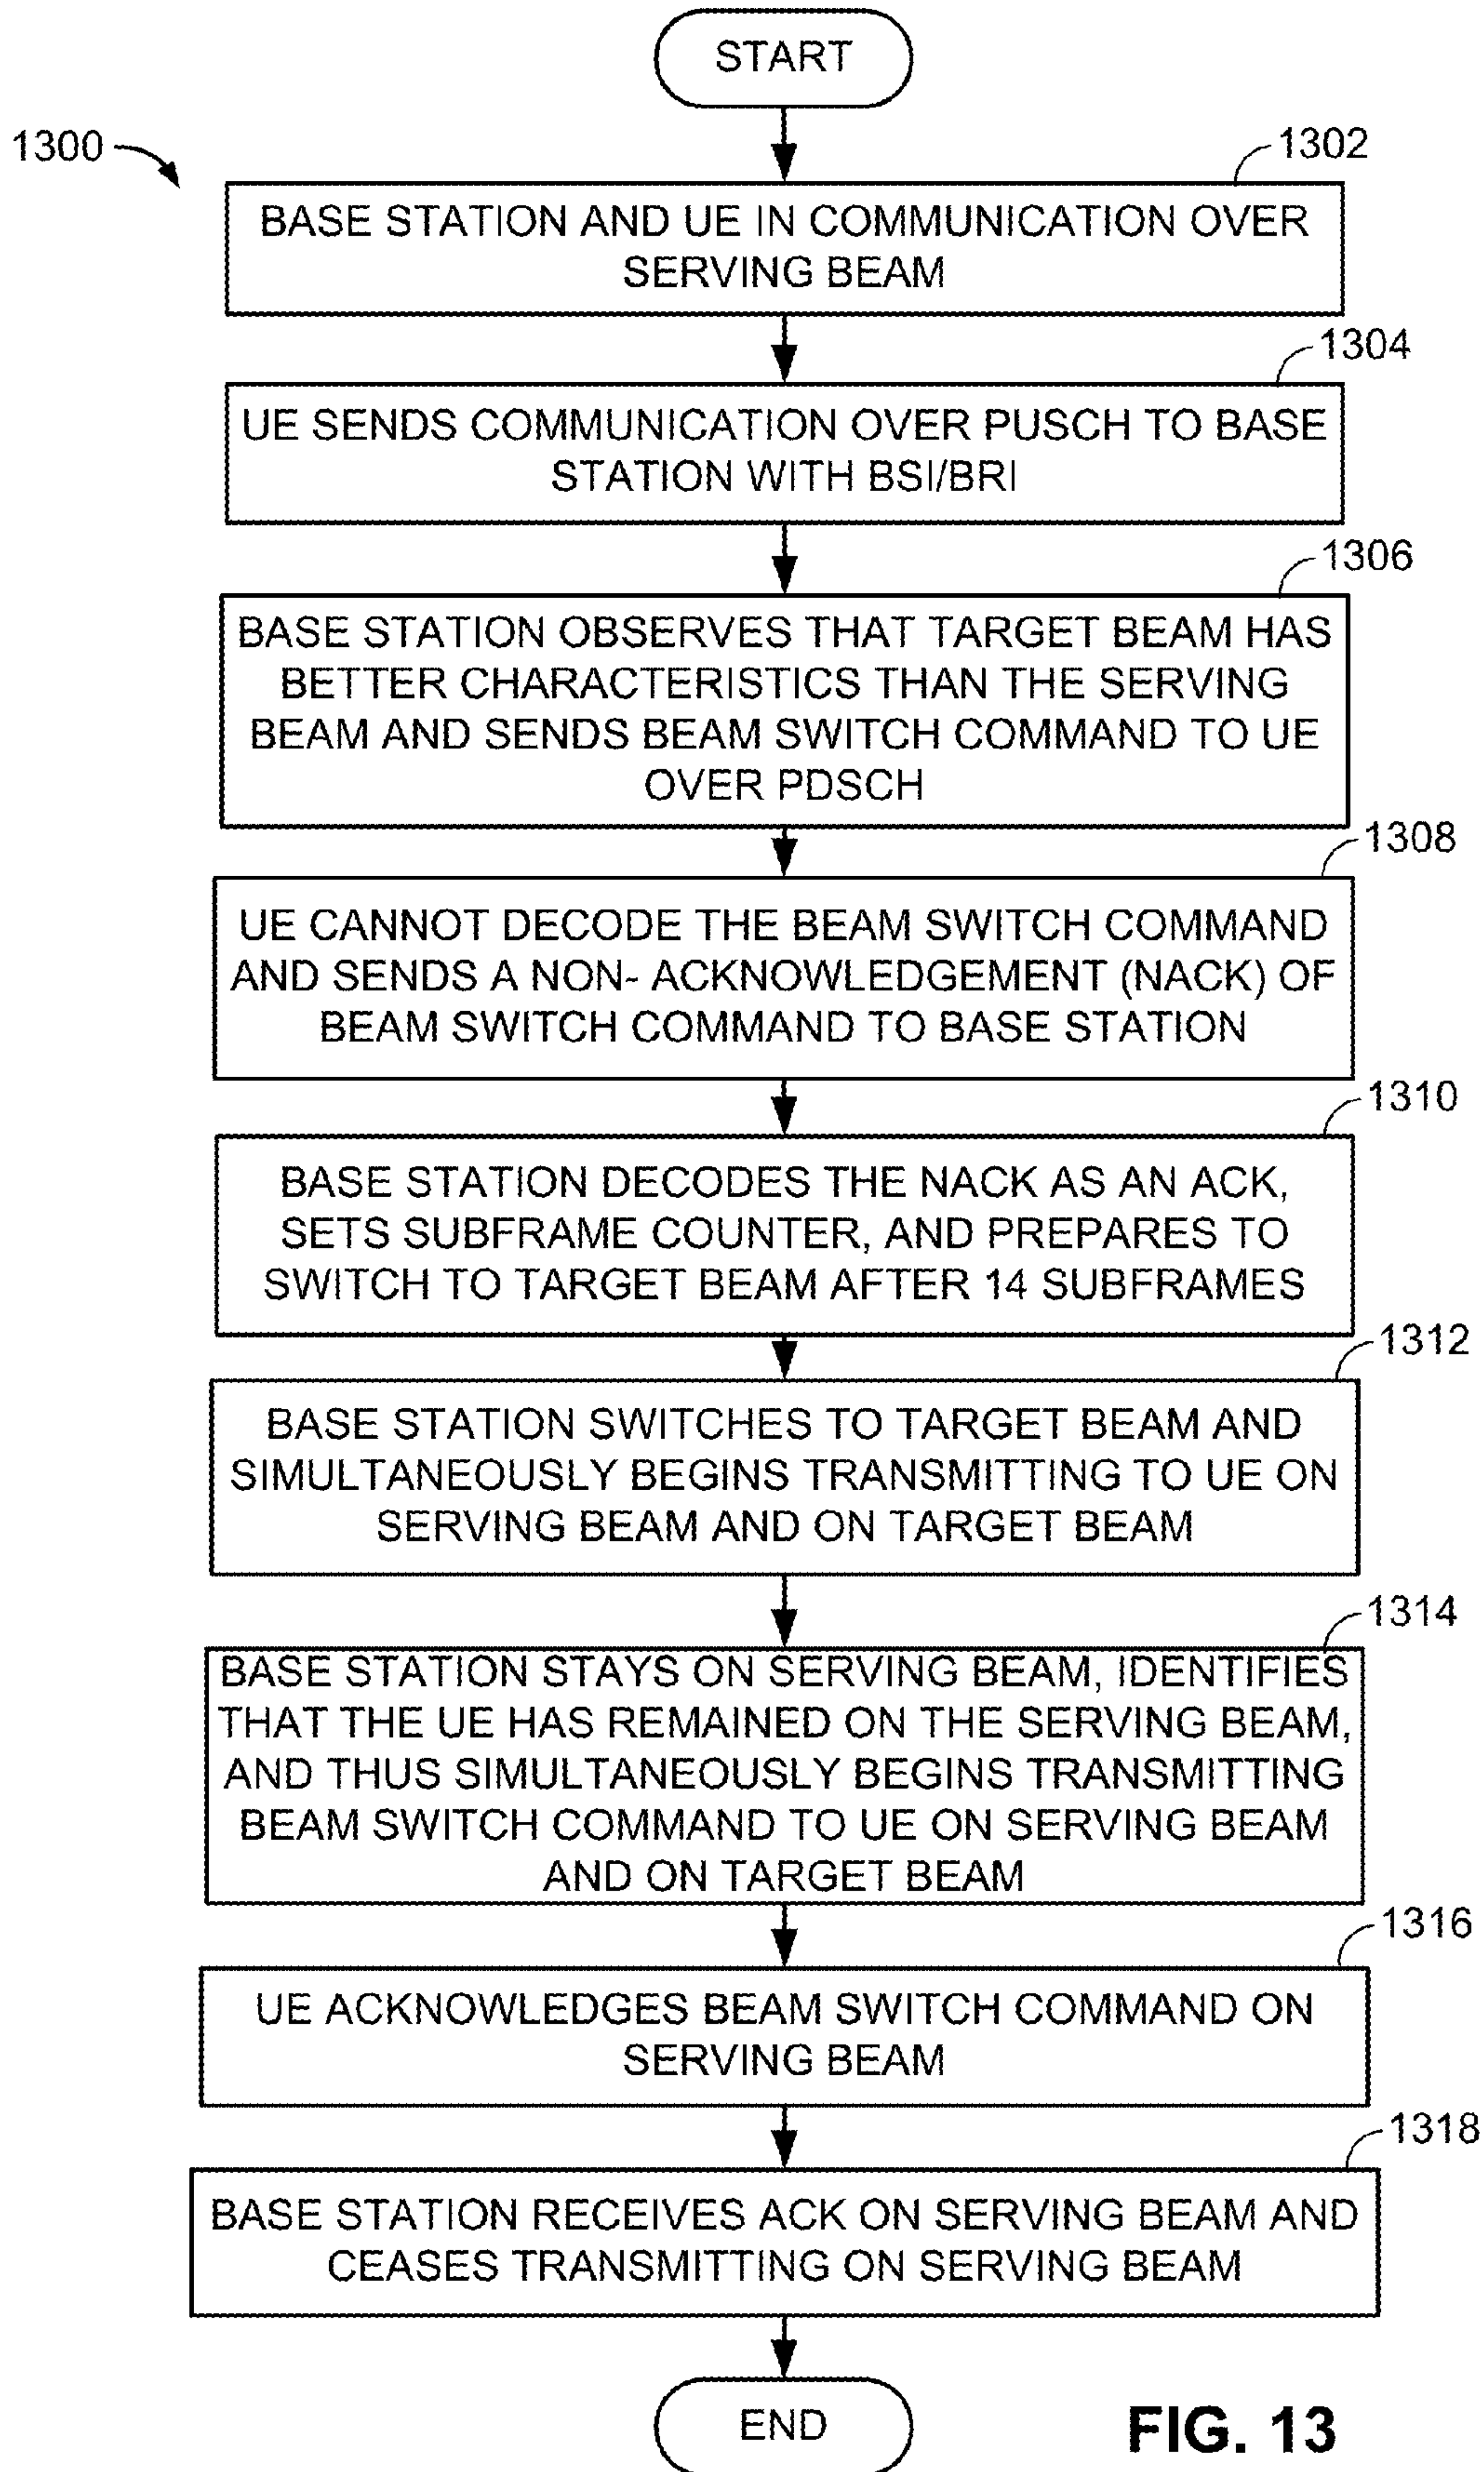 START
1300
1302
BASE STATION AND UE IN COMMUNICATION OVER
SERVING BEAM
1304
UE SENDS COMMUNICATION OVER PUSCH TO BASE
STATION WITH BSI/BRI
1306
BASE STATION OBSERVES THAT TARGET BEAM HAS
BETTER CHARACTERISTICS THAN THE SERVING
BEAM AND SENDS BEAM SWITCH COMMAND TO UE
OVER PDSCH
1308
UE CANNOT DECODE THE BEAM SWITCH COMMAND
AND SENDS A NON- ACKNOWLEDGEMENT (NACK) OF
BEAM SWITCH COMMAND TO BASE STATION
1310
BASE STATION DECODES THE NACK AS AN ACK,
SETS SUBFRAME COUNTER, AND PREPARES TO
SWITCH TO TARGET BEAM AFTER 14 SUBFRAMES
1312
BASE STATION SWITCHES TO TARGET BEAM AND
SIMULTANEOUSLY BEGINS TRANSMITTING TO UE ON
SERVING BEAM AND ON TARGET BEAM
1314
BASE STATION STAYS ON SERVING BEAM, IDENTIFIES
THAT THE UE HAS REMAINED ON THE SERVING BEAM,
AND THUS SIMULTANEOUSLY BEGINS TRANSMITTING
BEAM SWITCH COMMAND TO UE ON SERVING BEAM
AND ON TARGET BEAM
1316
UE ACKNOWLEDGES BEAM SWITCH COMMAND ON
SERVING BEAM
1318
BASE STATION RECEIVES ACK ON SERVING BEAM AND
CEASES TRANSMITTING ON SERVING BEAM
END
FIG. 13